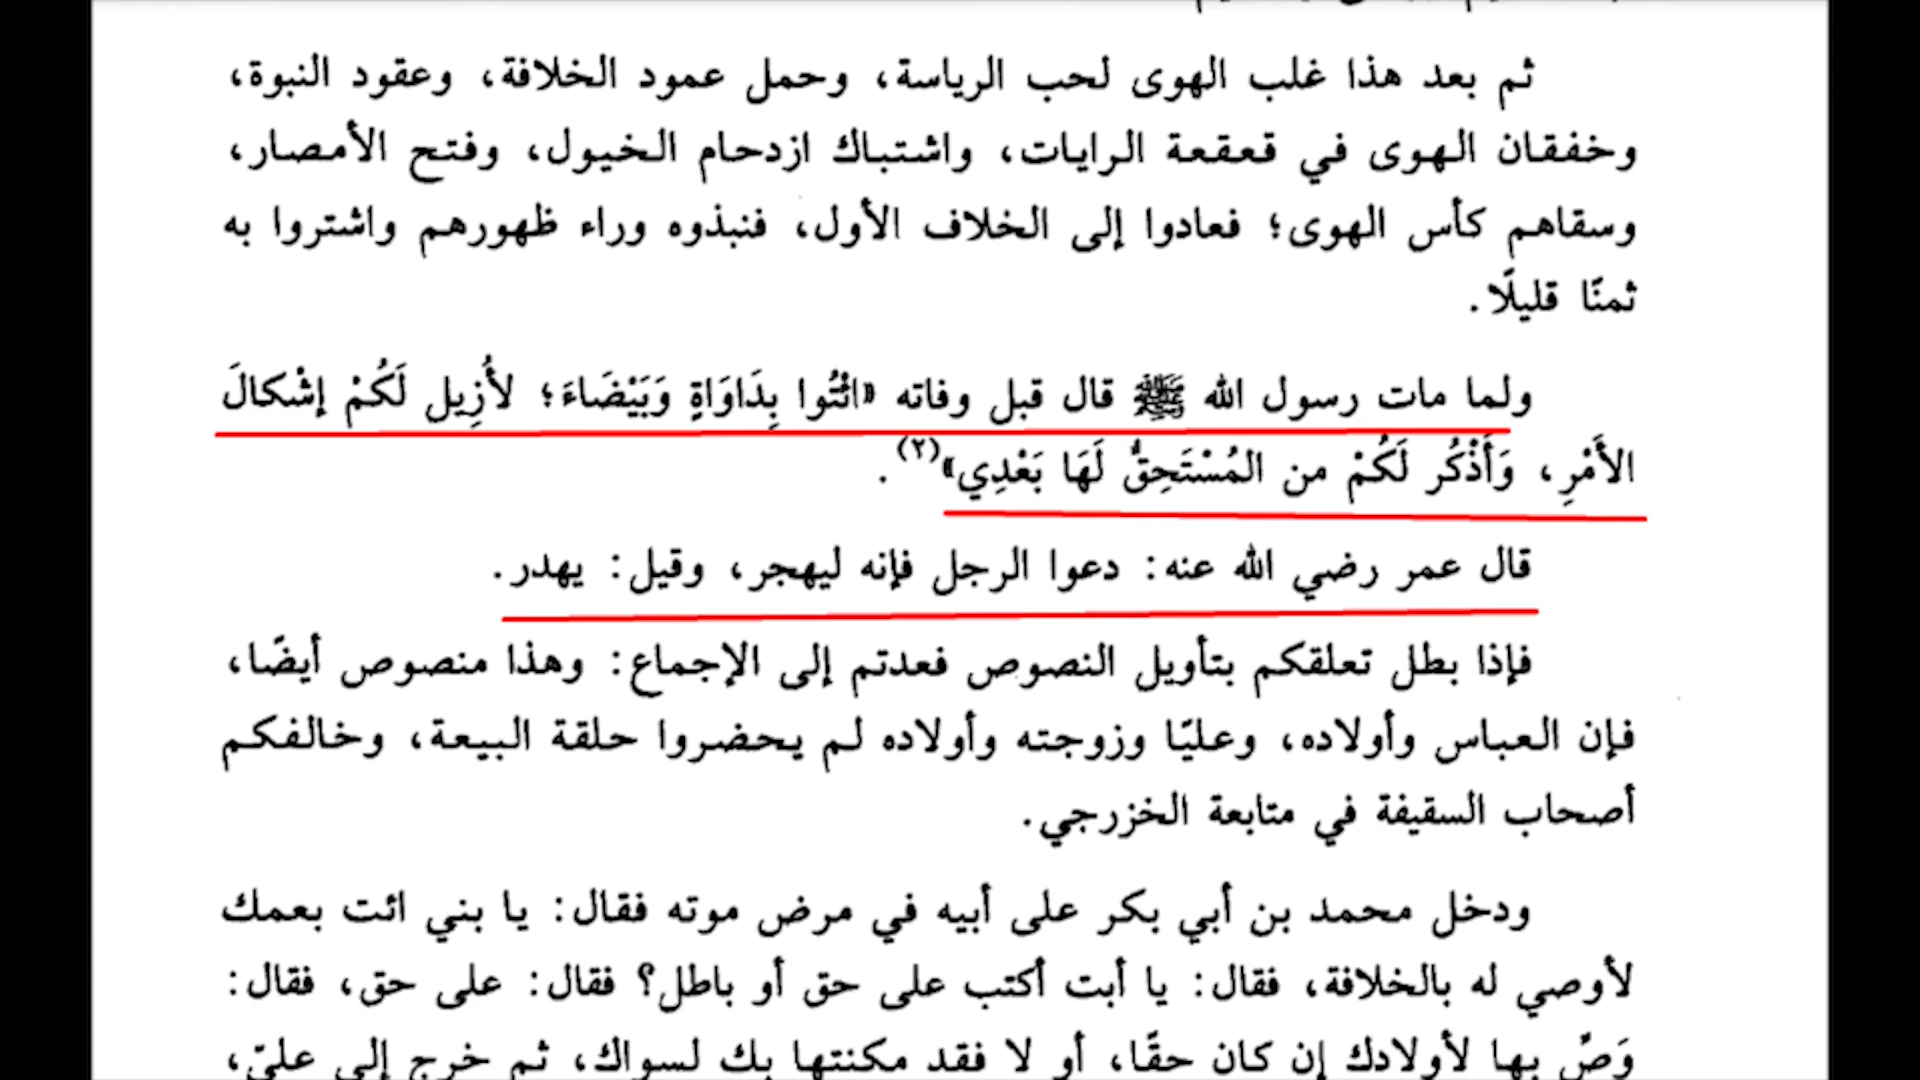 ثم بعد هذا غلب الهوى لحب الرياسة، وحمل عمود الخلافة، وعقود النبوة،
وخفقان الهوى في قعقعة الرايات، واشتباك ازدحام الخيول، وفتح الأمصار،
وسقاهم كأس الهوى؛ فعادوا إلى الخلاف الأول، فنبذوه وراء ظهورهم واشتروا به
ثمنًا قليلًا.
ولما مات رسول الله ﷺ قال قبل وفاته «ائْتُوا بِدَاوَاةٍ وَبَيْضَاءَ؛ لأُزِيل لَكُمْ إشْكالَ
الأَمْرِ، وَأَذْكُر لَكُمْ من المُسْتَحِقُّ لَهَا بَعْدِي»(٢).
قال عمر رضي الله عنه: دعوا الرجل فإنه ليهجر، وقيل: يهدر.
فإذا بطل تعلقكم بتأويل النصوص فعدتم إلى الإجماع: وهذا منصوص أيضًا،
فإن العباس وأولاده، وعليًا وزوجته وأولاده لم يحضروا حلقة البيعة، وخالفكم
أصحاب السقيفة في متابعة الخزرجي.
ودخل محمد بن أبي بكر على أبيه في مرض موته فقال: يا بني ائت بعمك
لأوصي له بالخلافة، فقال: يا أبت أكتب على حق أو باطل؟ فقال: على حق، فقال:
وَصِّ بها لأولادك إن كان حقًا، أو لا فقد مكنتها بك لسواك، ثم خرج إلى عليّ،